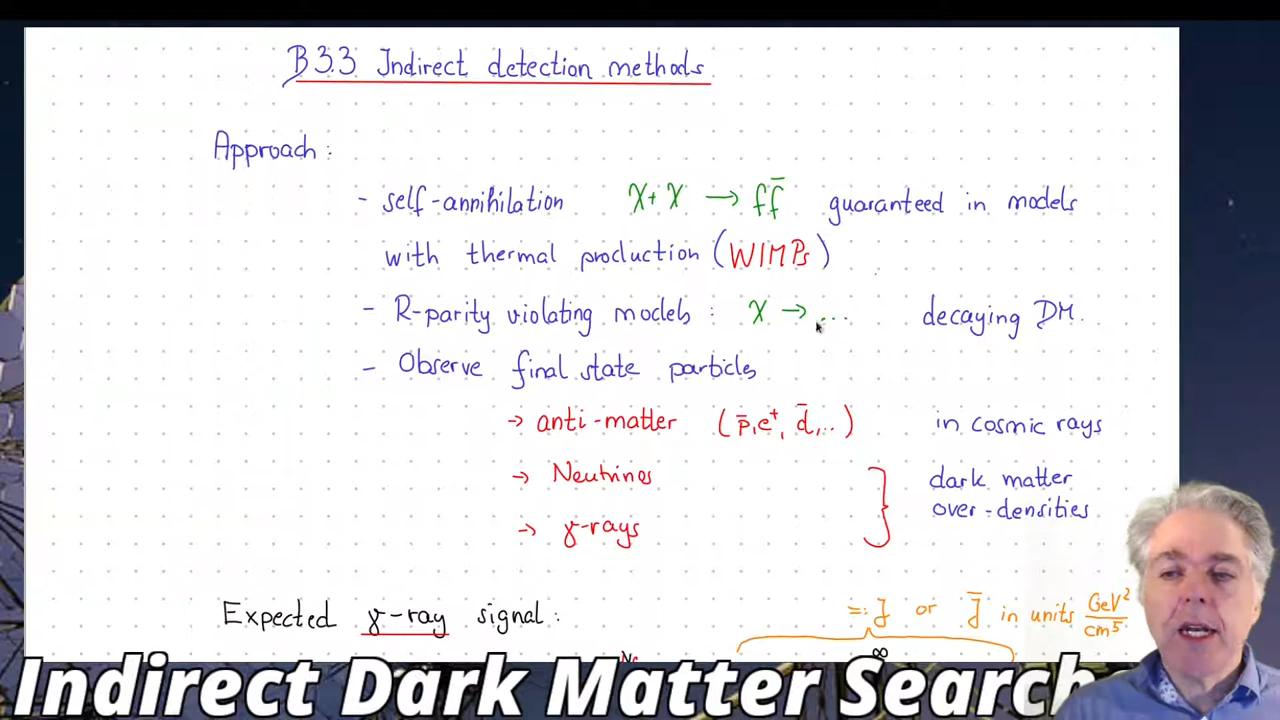 B3.3 Indirect detection methods
Approach :
- self-annihilation χ+χ → f f̄ guaranteed in models
with thermal production (WIMPs)
- R-parity violating models : χ → ... decaying DM.
- Observe final state particles
→ anti-matter (p̄, e⁺, d̄,..) in cosmic rays
→ Neutrinos
dark matter
over-densities
→ γ-rays
Expected γ-ray signal :
=: J or J̄ in units GeV²/cm⁵
∞
Indirect Dark Matter Search